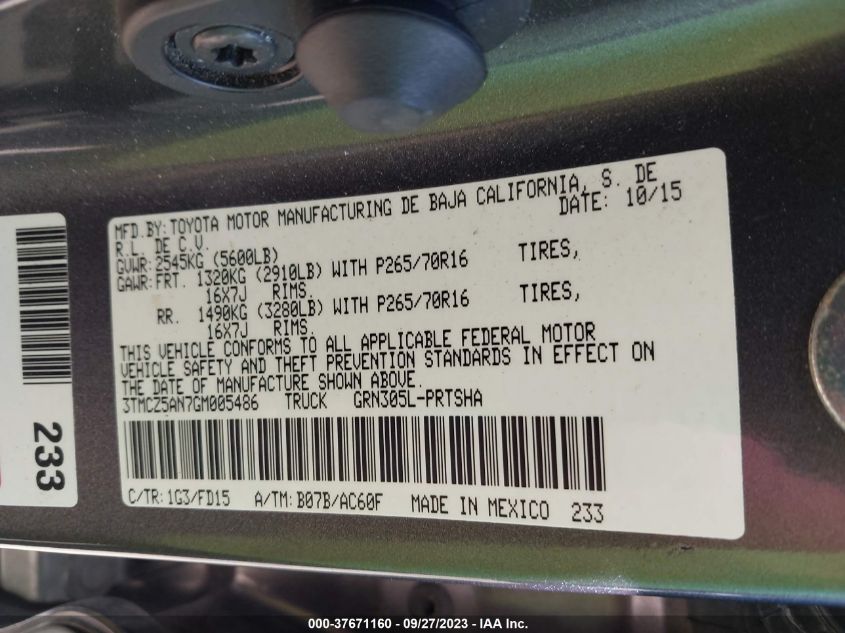 MFD.BY: TOYOTA MOTOR MANUFACTURING DE BAJA CALIFORNIA, S. DE
R.L. DE C.V. DATE: 10/15
GVWR: 2545KG (5600LB)
GAWR: FRT. 1320KG (2910LB) WITH P265/70R16 TIRES,
16X7J RIMS.
RR. 1490KG (3280LB) WITH P265/70R16 TIRES,
16X7J RIMS.
THIS VEHICLE CONFORMS TO ALL APPLICABLE FEDERAL MOTOR
VEHICLE SAFETY AND THEFT PREVENTION STANDARDS IN EFFECT ON
THE DATE OF MANUFACTURE SHOWN ABOVE.
3TMCZ5AN7GM005486 TRUCK GRN305L-PRTSHA
C/TR: 1G3/FD15 A/TM: B07B/AC60F MADE IN MEXICO 233
233
000-37671160 - 09/27/2023 - IAA Inc.